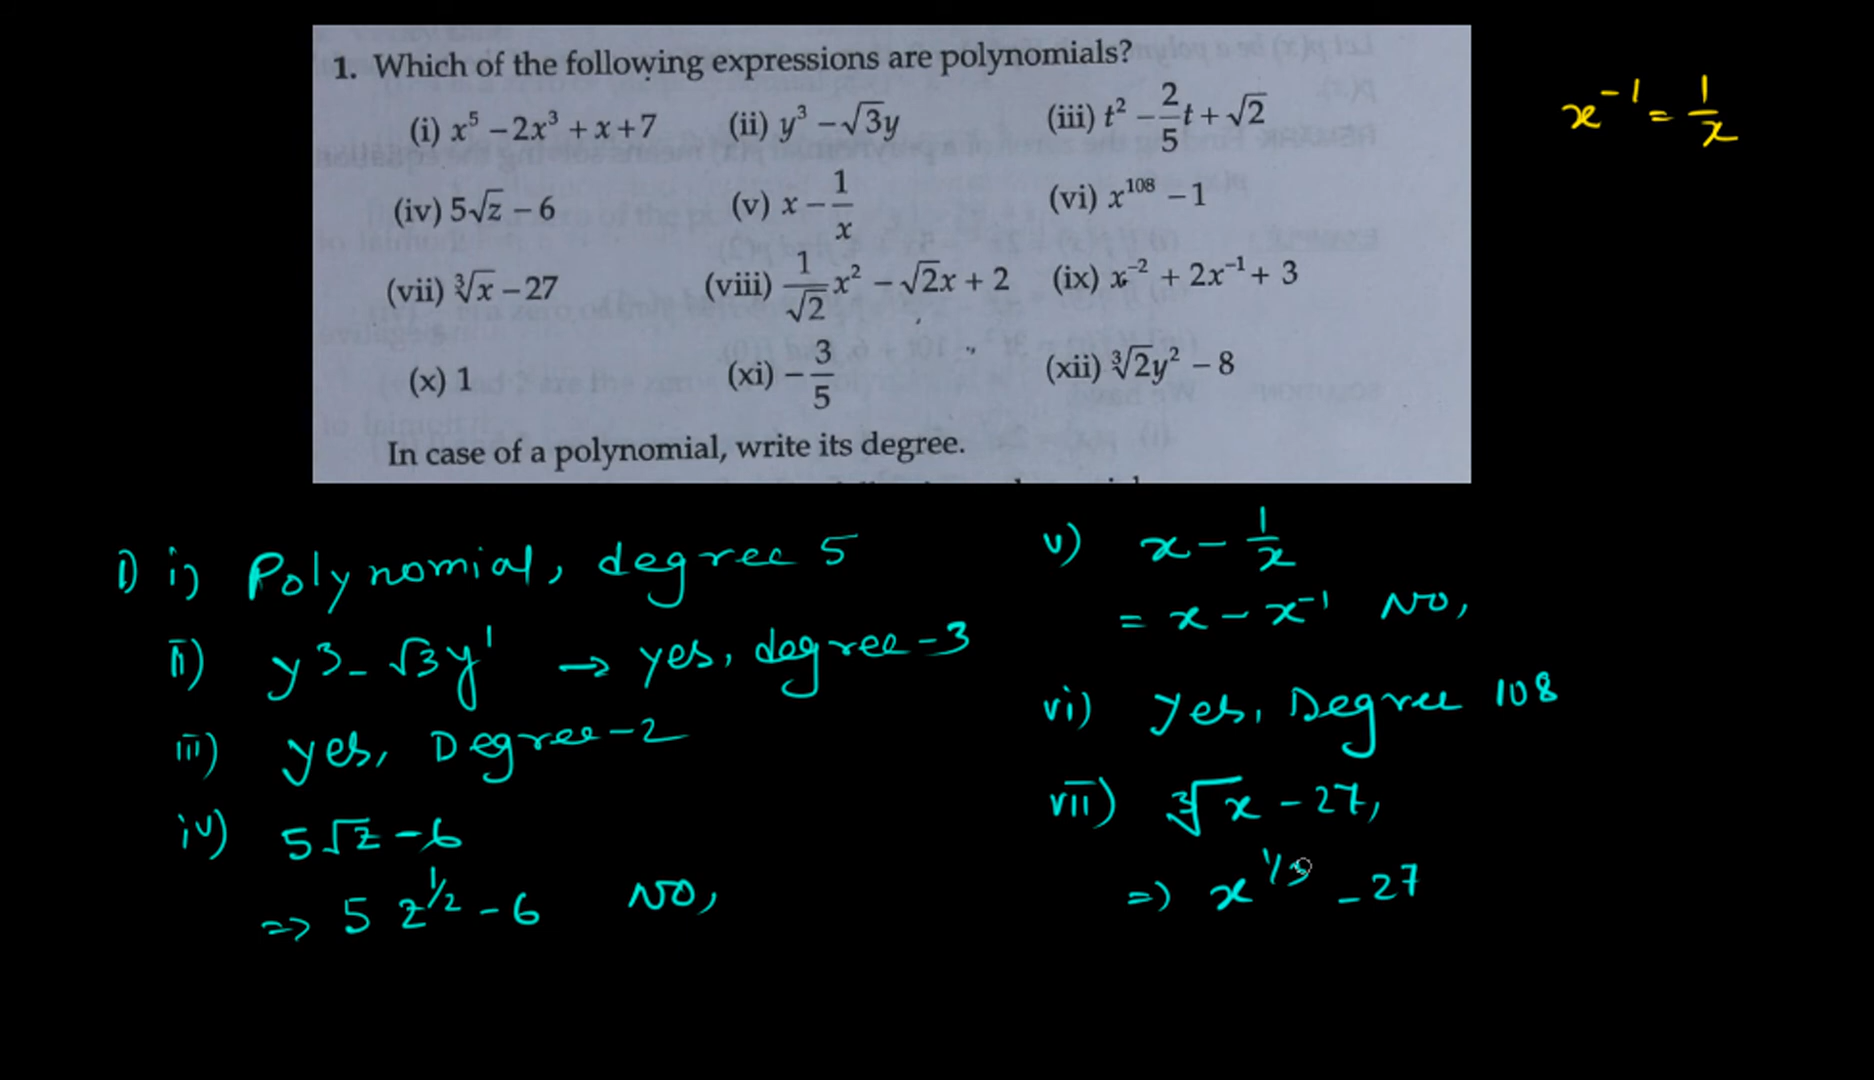 1. Which of the following expressions are polynomials?
(i) x⁵ − 2x³ + x + 7 (ii) y³ − √3y (iii) t² − 2/5 t + √2
(iv) 5√z − 6 (v) x − 1/x (vi) x¹⁰⁸ − 1
(vii) ∛x − 27 (viii) 1/√2 x² − √2x + 2 (ix) x⁻² + 2x⁻¹ + 3
(x) 1 (xi) − 3/5 (xii) ∛2y² − 8
In case of a polynomial, write its degree.
x⁻¹ = 1/x
1) i) Polynomial, degree 5
ii) y³ − √3y¹ → yes, degree − 3
iii) yes, Degree − 2
iv) 5√z − 6
=> 5 z^1/2 − 6 NO,
v) x − 1/x
= x − x⁻¹ NO,
vi) Yes, Degree 108
vii) ∛x − 27,
=> x^1/3 − 27